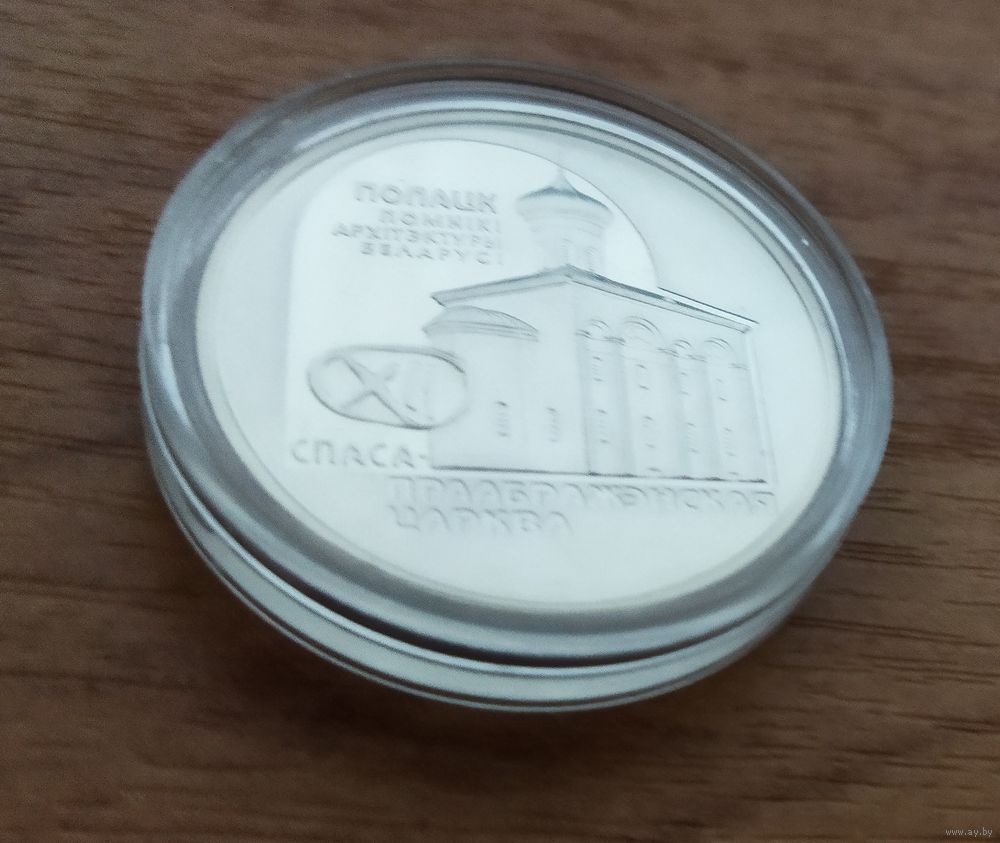 ПОЛАЦК
ПОМНІКІ
АРХІТЭКТУРЫ
БЕЛАРУСІ
XII
СПАСА-
ПРААБРАЖЭНСКАЯ
ЦАРКВА
www.ay.by